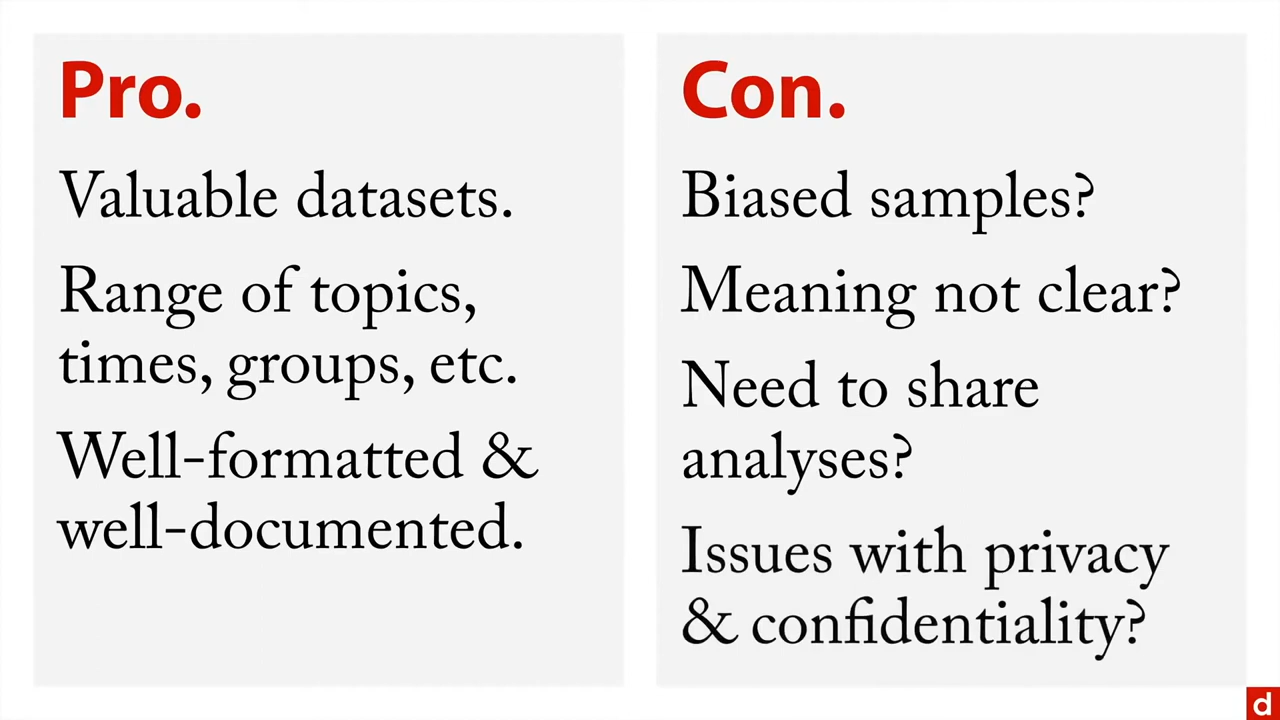 Pro.
Valuable datasets.
Range of topics,
times, groups, etc.
Well-formatted &
well-documented.
Con.
Biased samples?
Meaning not clear?
Need to share
analyses?
Issues with privacy
& confidentiality?
d